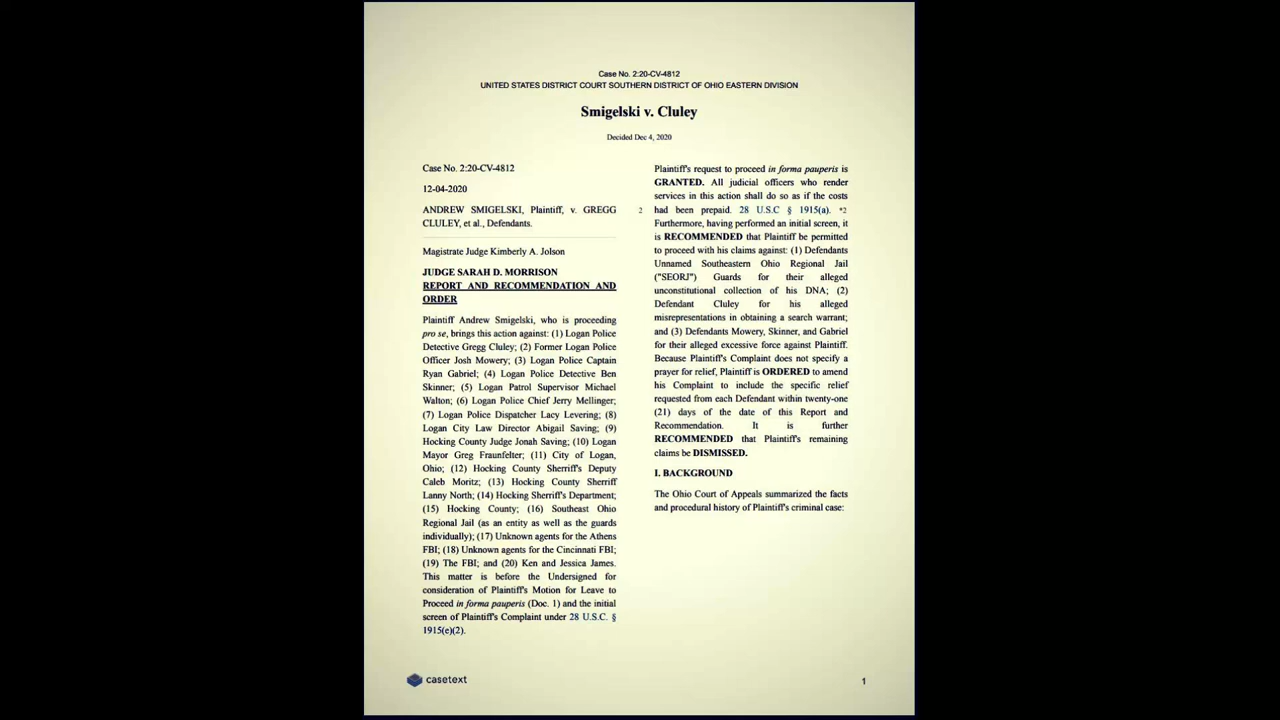 Case No. 2:20-CV-4812
UNITED STATES DISTRICT COURT SOUTHERN DISTRICT OF OHIO EASTERN DIVISION
Smigelski v. Cluley
Decided Dec 4, 2020
Case No. 2:20-CV-4812
12-04-2020
ANDREW SMIGELSKI, Plaintiff, v. GREGG
CLULEY, et al., Defendants.
Magistrate Judge Kimberly A. Jolson
JUDGE SARAH D. MORRISON
REPORT AND RECOMMENDATION AND
ORDER
Plaintiff Andrew Smigelski, who is proceeding
pro se, brings this action against: (1) Logan Police
Detective Gregg Cluley; (2) Former Logan Police
Officer Josh Mowery; (3) Logan Police Captain
Ryan Gabriel; (4) Logan Police Detective Ben
Skinner; (5) Logan Patrol Supervisor Michael
Walton; (6) Logan Police Chief Jerry Mellinger;
(7) Logan Police Dispatcher Lacy Levering; (8)
Logan City Law Director Abigail Saving; (9)
Hocking County Judge Jonah Saving; (10) Logan
Mayor Greg Fraunfelter; (11) City of Logan,
Ohio; (12) Hocking County Sherriff's Deputy
Caleb Moritz; (13) Hocking County Sherriff
Lanny North; (14) Hocking Sherriff's Department;
(15) Hocking County; (16) Southeast Ohio
Regional Jail (as an entity as well as the guards
individually); (17) Unknown agents for the Athens
FBI; (18) Unknown agents for the Cincinnati FBI;
(19) The FBI; and (20) Ken and Jessica James.
This matter is before the Undersigned for
consideration of Plaintiff's Motion for Leave to
Proceed in forma pauperis (Doc. 1) and the initial
screen of Plaintiff's Complaint under 28 U.S.C. §
1915(e)(2).
Plaintiff's request to proceed in forma pauperis is
GRANTED. All judicial officers who render
services in this action shall do so as if the costs
2 had been prepaid. 28 U.S.C § 1915(a). *2
Furthermore, having performed an initial screen, it
is RECOMMENDED that Plaintiff be permitted
to proceed with his claims against: (1) Defendants
Unnamed Southeastern Ohio Regional Jail
("SEORJ") Guards for their alleged
unconstitutional collection of his DNA; (2)
Defendant Cluley for his alleged
misrepresentations in obtaining a search warrant;
and (3) Defendants Mowery, Skinner, and Gabriel
for their alleged excessive force against Plaintiff.
Because Plaintiff's Complaint does not specify a
prayer for relief, Plaintiff is ORDERED to amend
his Complaint to include the specific relief
requested from each Defendant within twenty-one
(21) days of the date of this Report and
Recommendation. It is further
RECOMMENDED that Plaintiff's remaining
claims be DISMISSED.
I. BACKGROUND
The Ohio Court of Appeals summarized the facts
and procedural history of Plaintiff's criminal case:
casetext
1